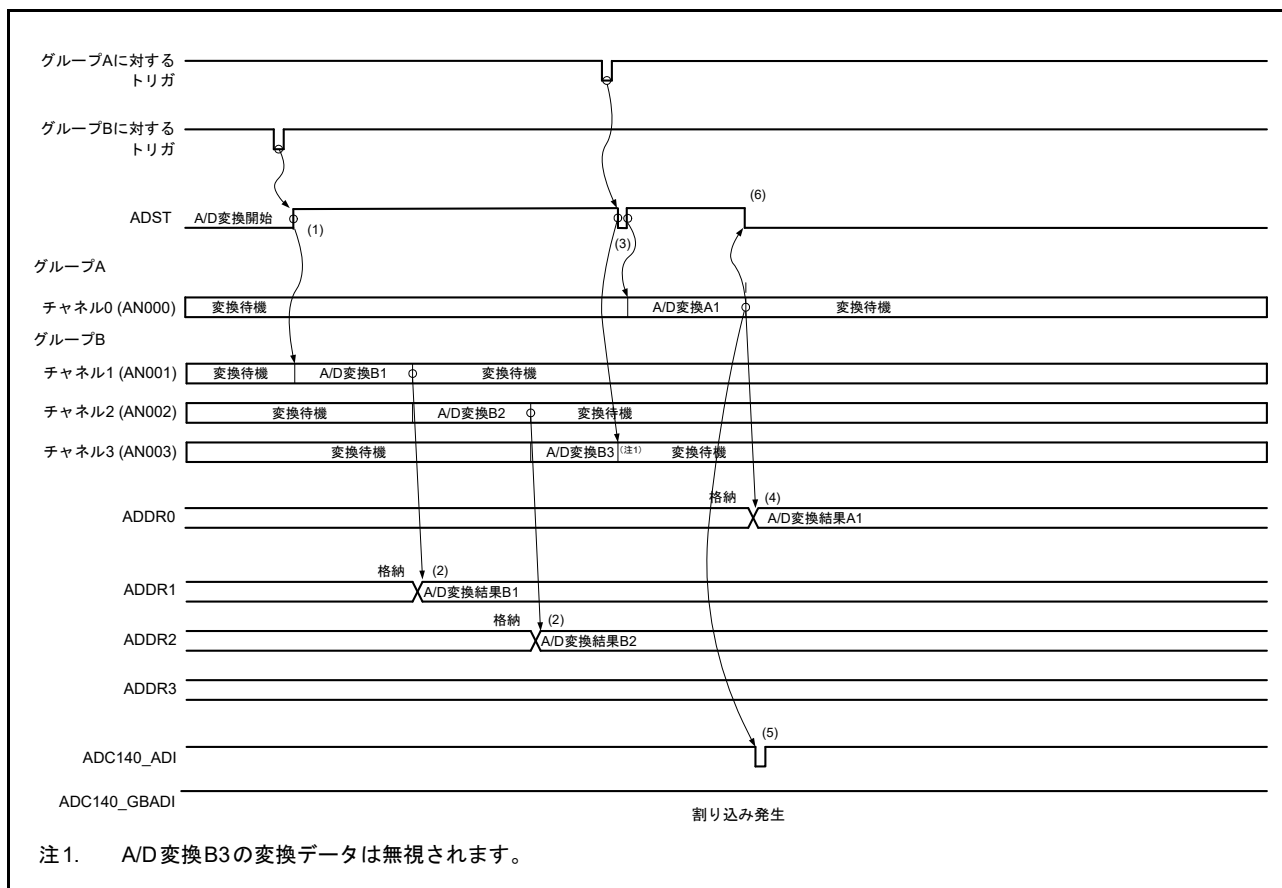 グループAに対する
トリガ
グループBに対する
トリガ
ADST
A/D変換開始
(1)
(3)
(6)
グループA
チャネル0 (AN000)
変換待機
A/D変換A1
変換待機
グループB
チャネル1 (AN001)
変換待機
A/D変換B1
変換待機
チャネル2 (AN002)
変換待機
A/D変換B2
変換待機
チャネル3 (AN003)
変換待機
A/D変換B3
(注1)
変換待機
格納
(4)
ADDR0
A/D変換結果A1
格納
(2)
ADDR1
A/D変換結果B1
格納
(2)
ADDR2
A/D変換結果B2
ADDR3
(5)
ADC140_ADI
ADC140_GBADI
割り込み発生
注1. A/D変換B3の変換データは無視されます。